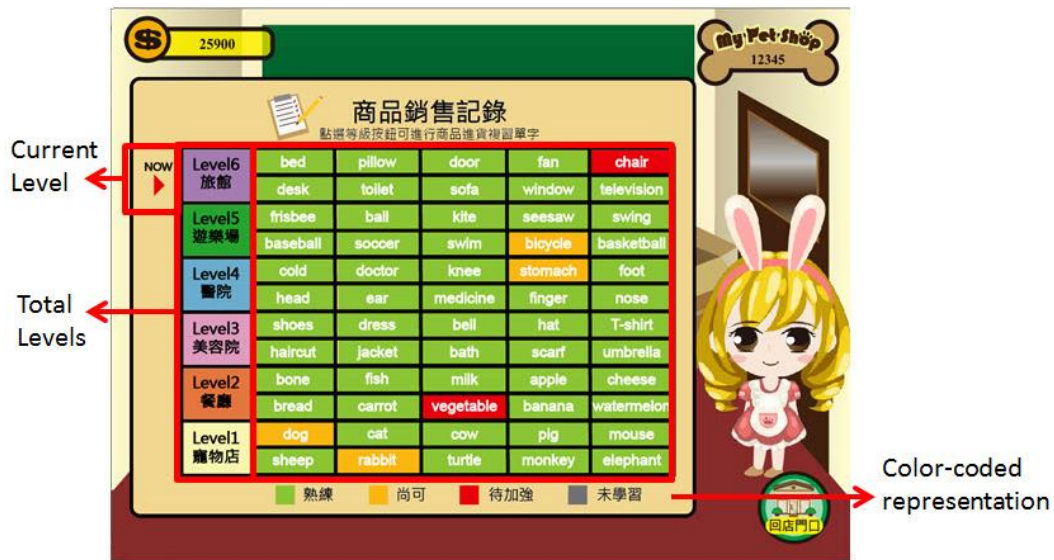 25900
My Pet Shop
12345
商品銷售記錄
點選等級按鈕可進行商品進貨複習單字
Current
Level
NOW
Level6
旅館
bed pillow door fan chair
desk toilet sofa window television
Level5
遊樂場
frisbee ball kite seesaw swing
baseball soccer swim bicycle basketball
Level4
醫院
cold doctor knee stomach foot
head ear medicine finger nose
Total
Levels
Level3
美容院
shoes dress bell hat T-shirt
haircut jacket bath scarf umbrella
Level2
餐廳
bone fish milk apple cheese
bread carrot vegetable banana watermelon
Level1
寵物店
dog cat cow pig mouse
sheep rabbit turtle monkey elephant
熟練 尚可 待加強 未學習
Color-coded
representation
回店門口